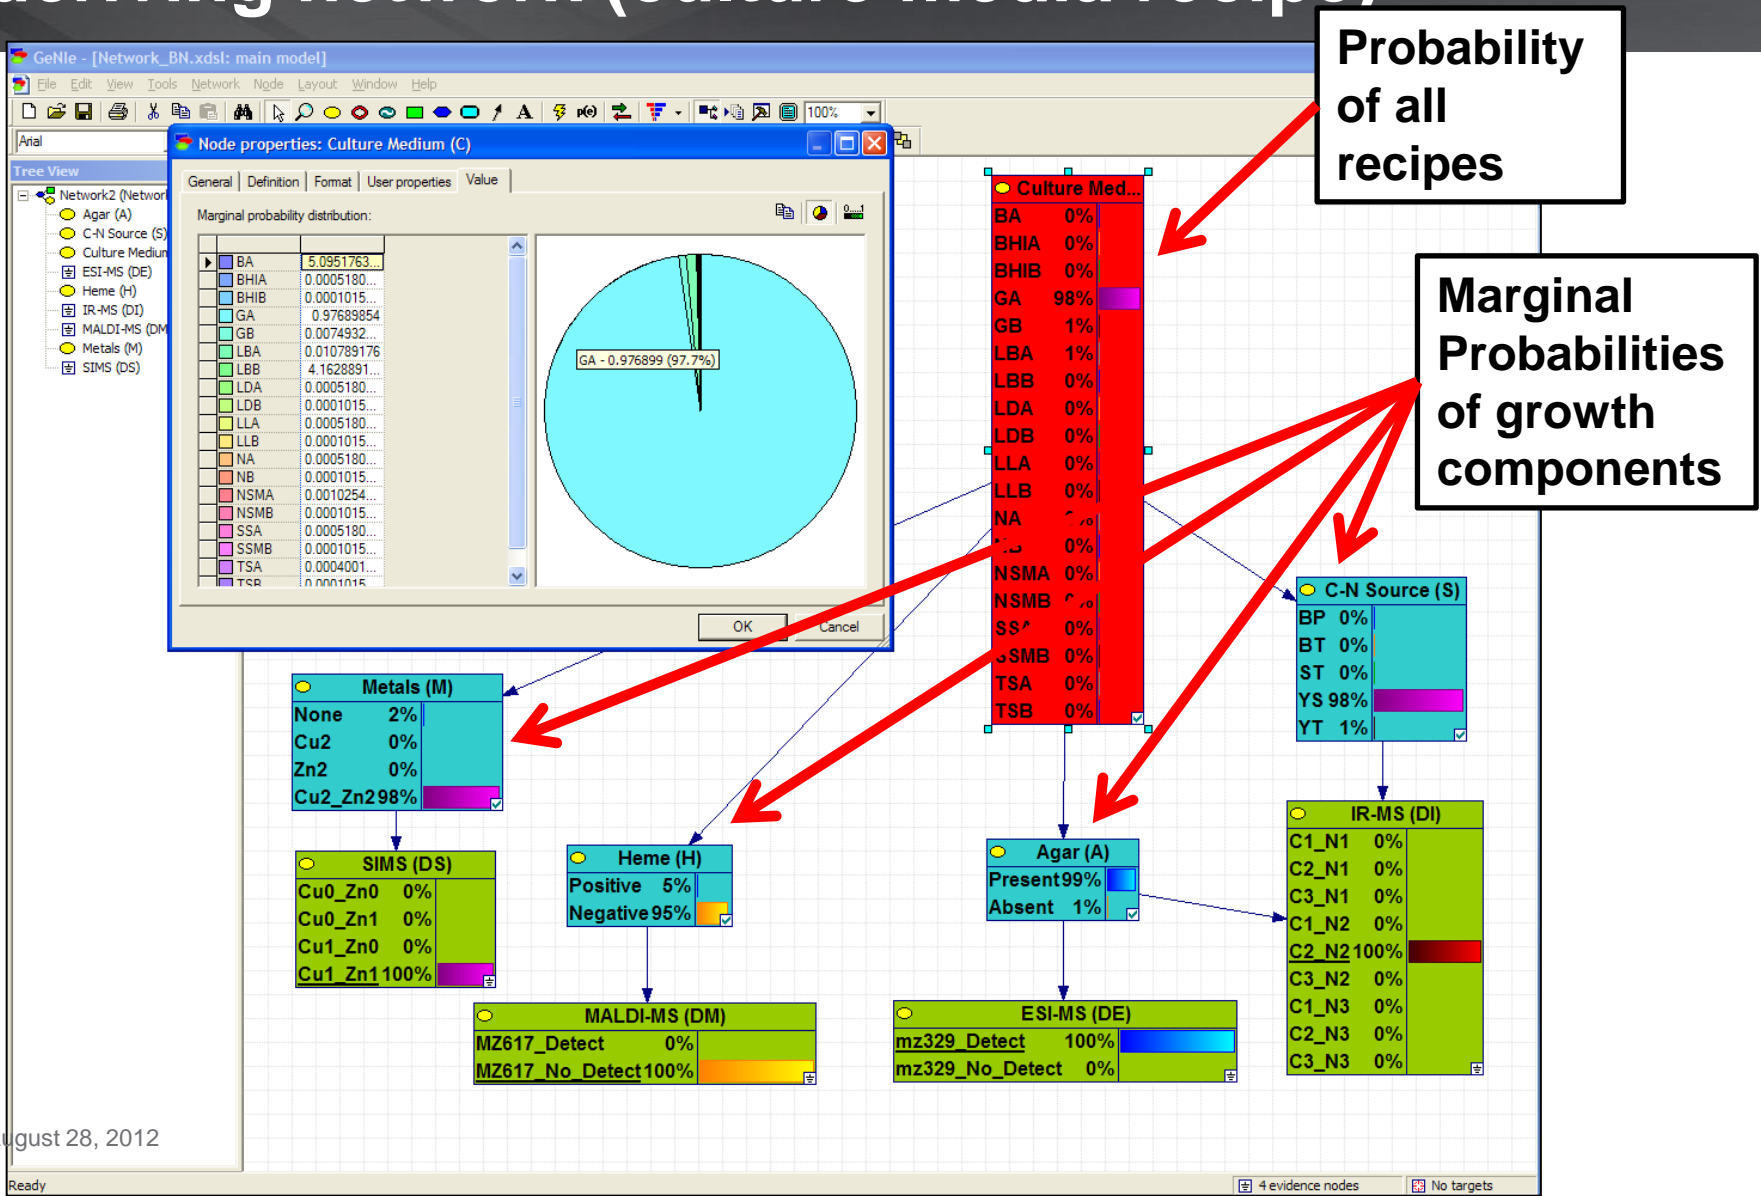 Network (culture media recipe)
GeNIe - [Network_BN.xdsl: main model]
File Edit View Tools Network Node Layout Window Help
100%
Arial
Tree View
Network2 (Networ
Agar (A)
C-N Source (S)
Culture Medium
ESI-MS (DE)
Heme (H)
IR-MS (DI)
MALDI-MS (DM
Metals (M)
SIMS (DS)
Node properties: Culture Medium (C)
General Definition Format User properties Value
Marginal probability distribution:
BA 5.0951763...
BHIA 0.0005180...
BHIB 0.0001015...
GA 0.97689854
GB 0.0074932...
LBA 0.010789176
LBB 4.1628891...
LDA 0.0005180...
LDB 0.0001015...
LLA 0.0005180...
LLB 0.0001015...
NA 0.0005180...
NB 0.0001015...
NSMA 0.0010254...
NSMB 0.0001015...
SSA 0.0005180...
SSMB 0.0001015...
TSA 0.0004001...
TSB 0.0001015
GA - 0.976899 (97.7%)
OK Cancel
Probability
of all
recipes
Marginal
Probabilities
of growth
components
Culture Med...
BA 0%
BHIA 0%
BHIB 0%
GA 98%
GB 1%
LBA 1%
LBB 0%
LDA 0%
LDB 0%
LLA 0%
LLB 0%
NA
0%
NSMA 0%
NSMB
0%
SSMB 0%
TSA 0%
TSB 0%
C-N Source (S)
BP 0%
BT 0%
ST 0%
YS 98%
YT 1%
Metals (M)
None 2%
Cu2 0%
Zn2 0%
Cu2_Zn2 98%
SIMS (DS)
Cu0_Zn0 0%
Cu0_Zn1 0%
Cu1_Zn0 0%
Cu1_Zn1 100%
Heme (H)
Positive 5%
Negative 95%
Agar (A)
Present 99%
Absent 1%
IR-MS (DI)
C1_N1 0%
C2_N1 0%
C3_N1 0%
C1_N2 0%
C2_N2 100%
C3_N2 0%
C1_N3 0%
C2_N3 0%
C3_N3 0%
MALDI-MS (DM)
MZ617_Detect 0%
MZ617_No_Detect 100%
ESI-MS (DE)
mz329_Detect 100%
mz329_No_Detect 0%
ugust 28, 2012
Ready
4 evidence nodes
No targets